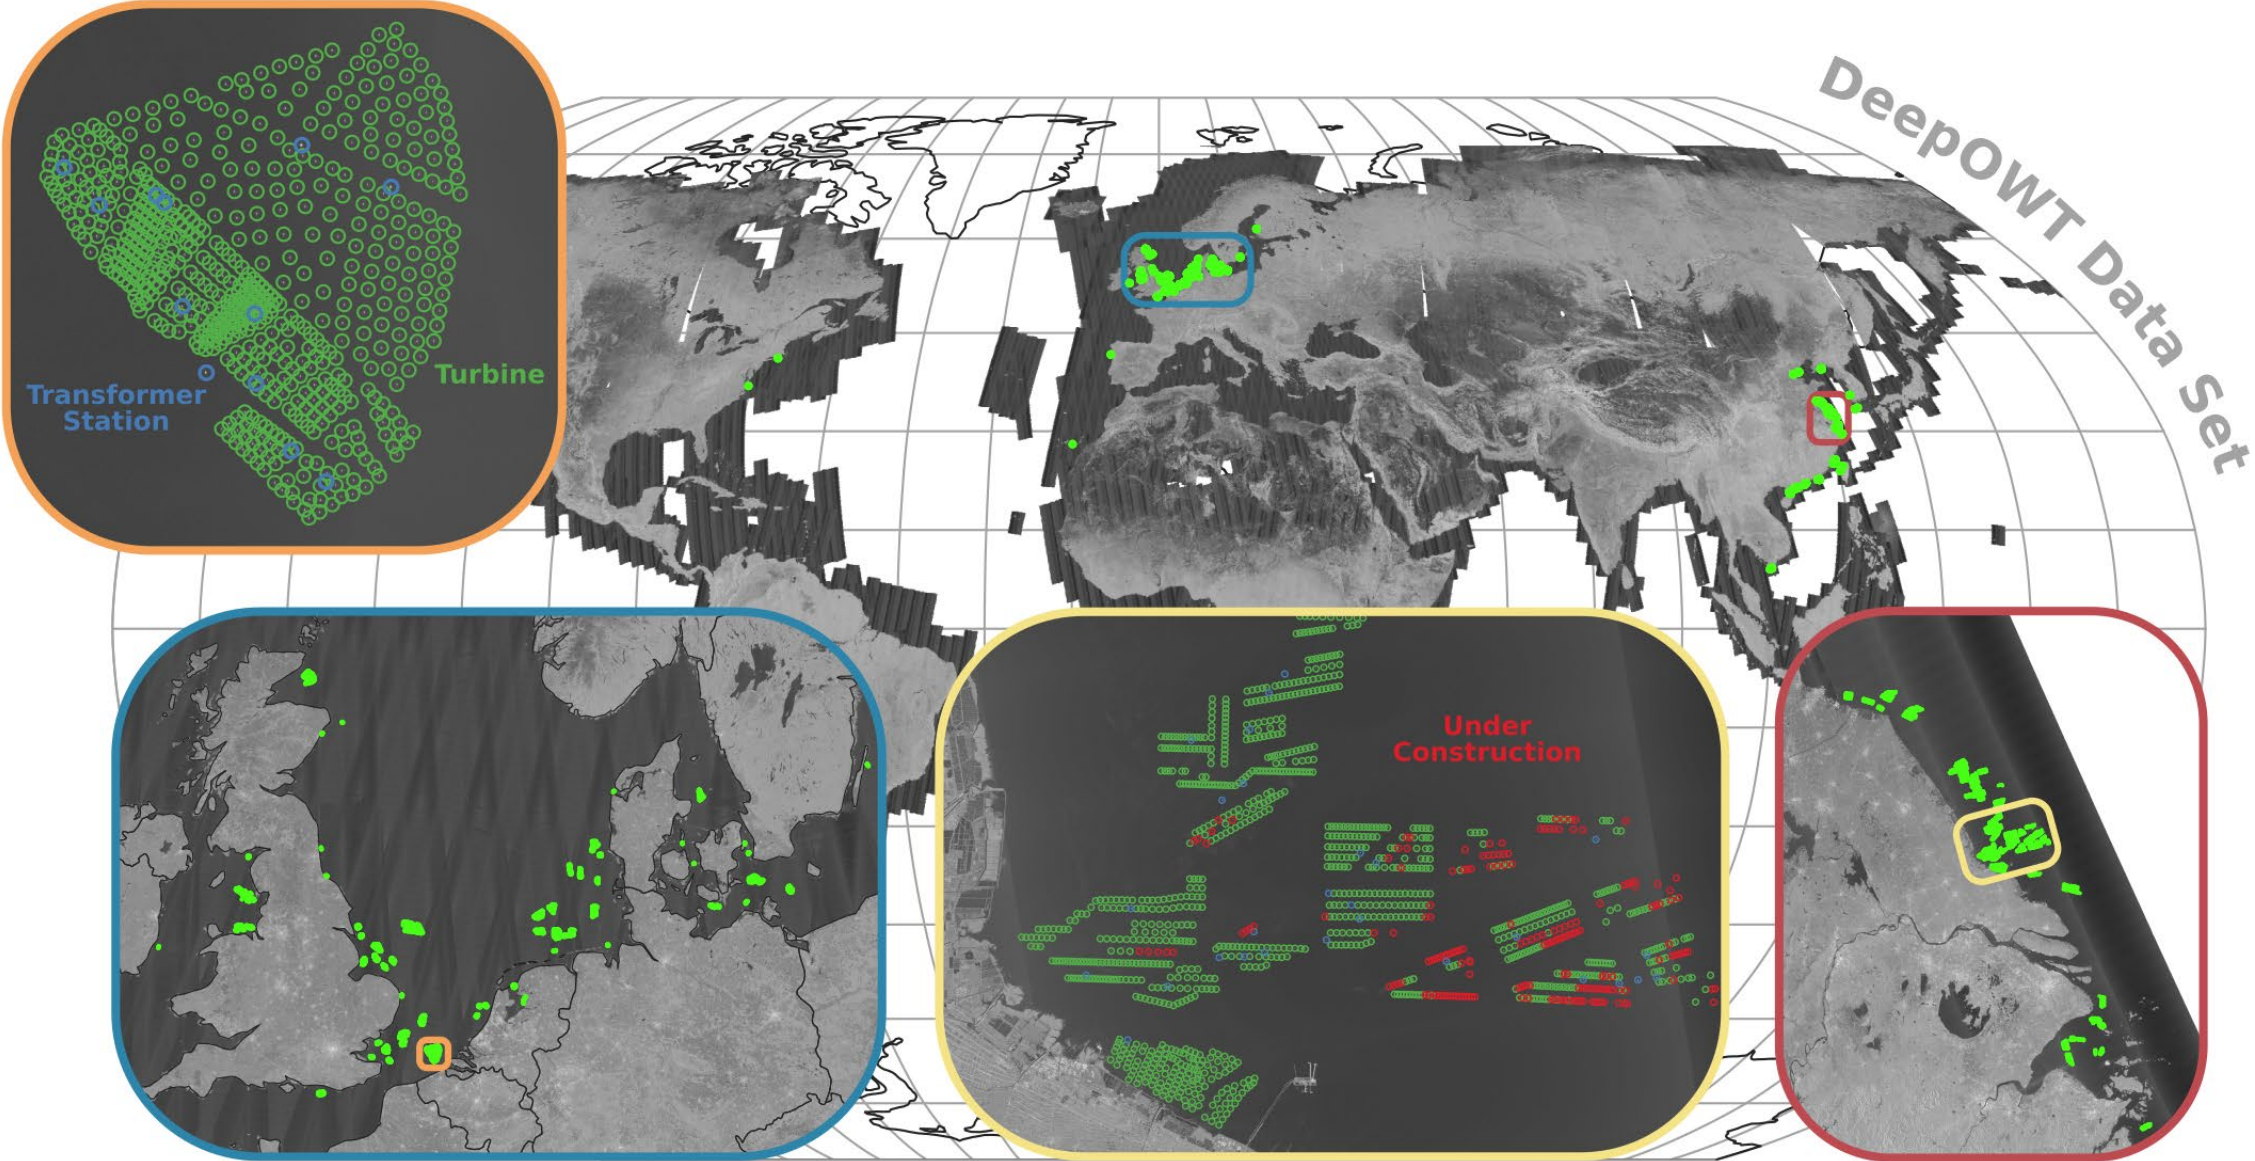 DeepOWT Data Set
Turbine
Transformer
Station
Under
Construction